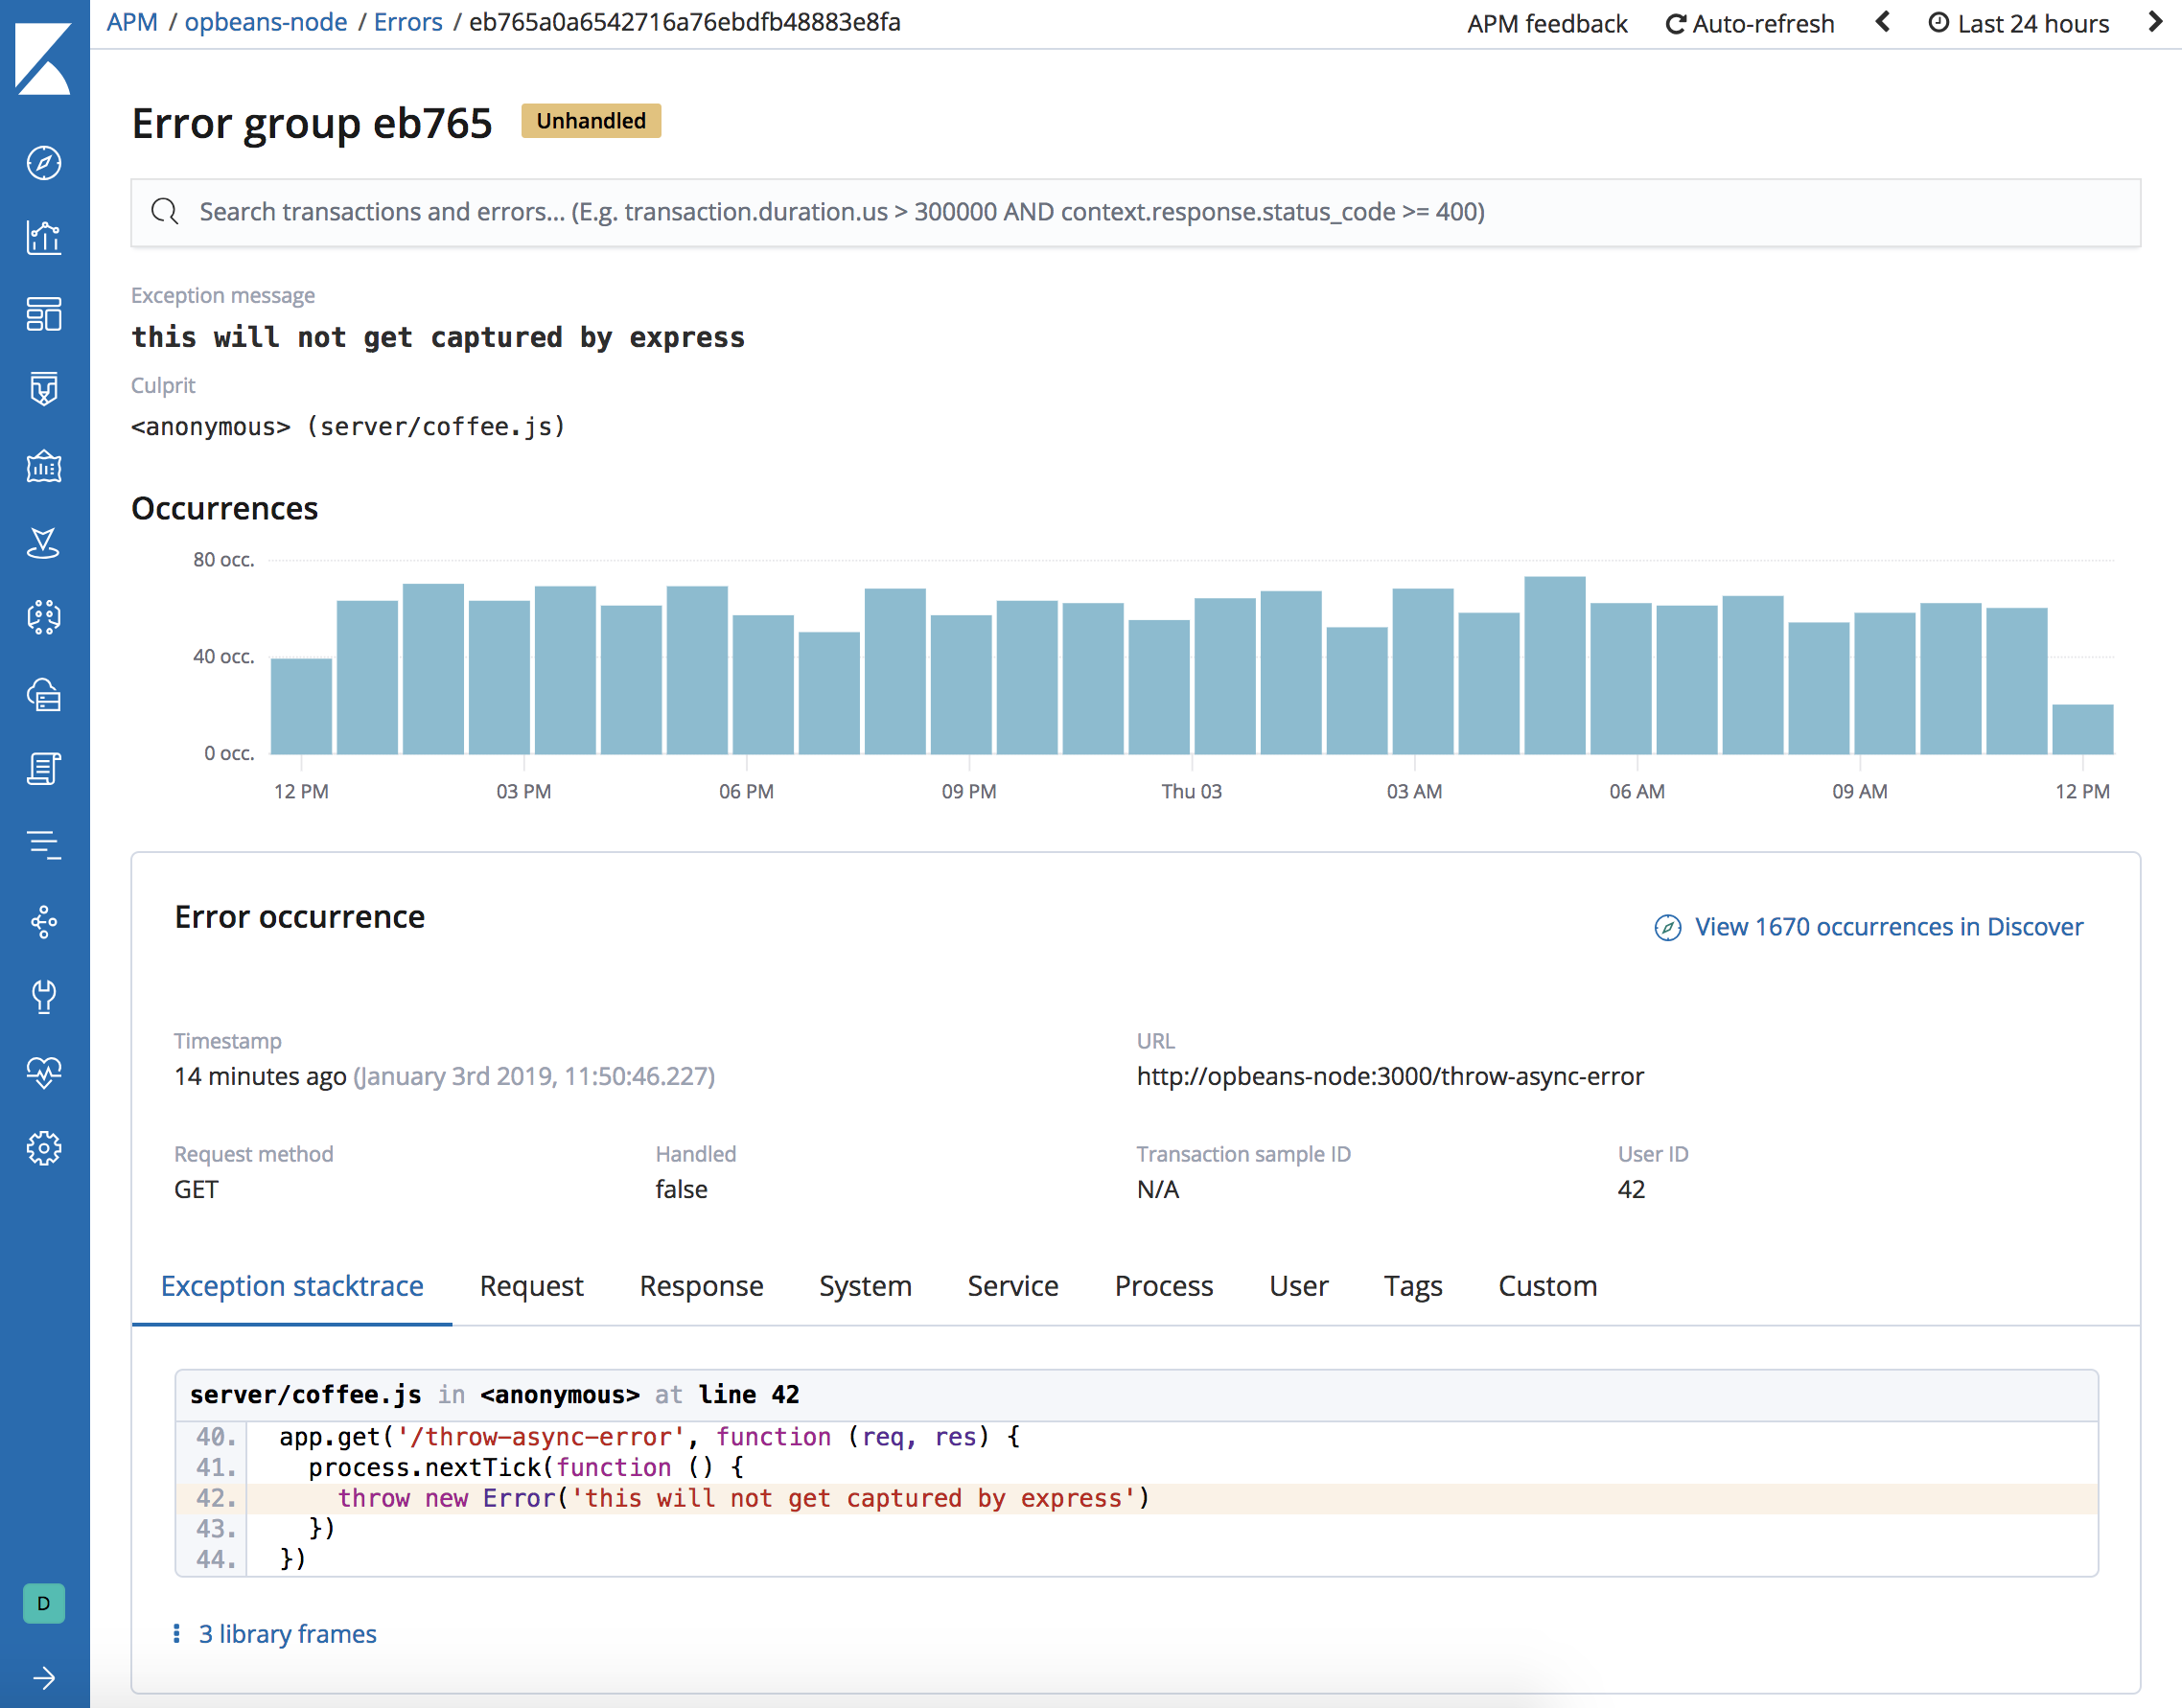 APM / opbeans-node / Errors / eb765a0a6542716a76ebdfb48883e8fa
APM feedback Auto-refresh Last 24 hours
Error group eb765 Unhandled
Search transactions and errors... (E.g. transaction.duration.us > 300000 AND context.response.status_code >= 400)
Exception message
this will not get captured by express
Culprit
<anonymous> (server/coffee.js)
Occurrences
80 occ.
40 occ.
0 occ.
12 PM 03 PM 06 PM 09 PM Thu 03 03 AM 06 AM 09 AM 12 PM
Error occurrence
View 1670 occurrences in Discover
Timestamp URL
14 minutes ago (January 3rd 2019, 11:50:46.227) http://opbeans-node:3000/throw-async-error
Request method Handled Transaction sample ID User ID
GET false N/A 42
Exception stacktrace Request Response System Service Process User Tags Custom
server/coffee.js in <anonymous> at line 42
40. app.get('/throw-async-error', function (req, res) {
41. process.nextTick(function () {
42. throw new Error('this will not get captured by express')
43. })
44. })
3 library frames
D